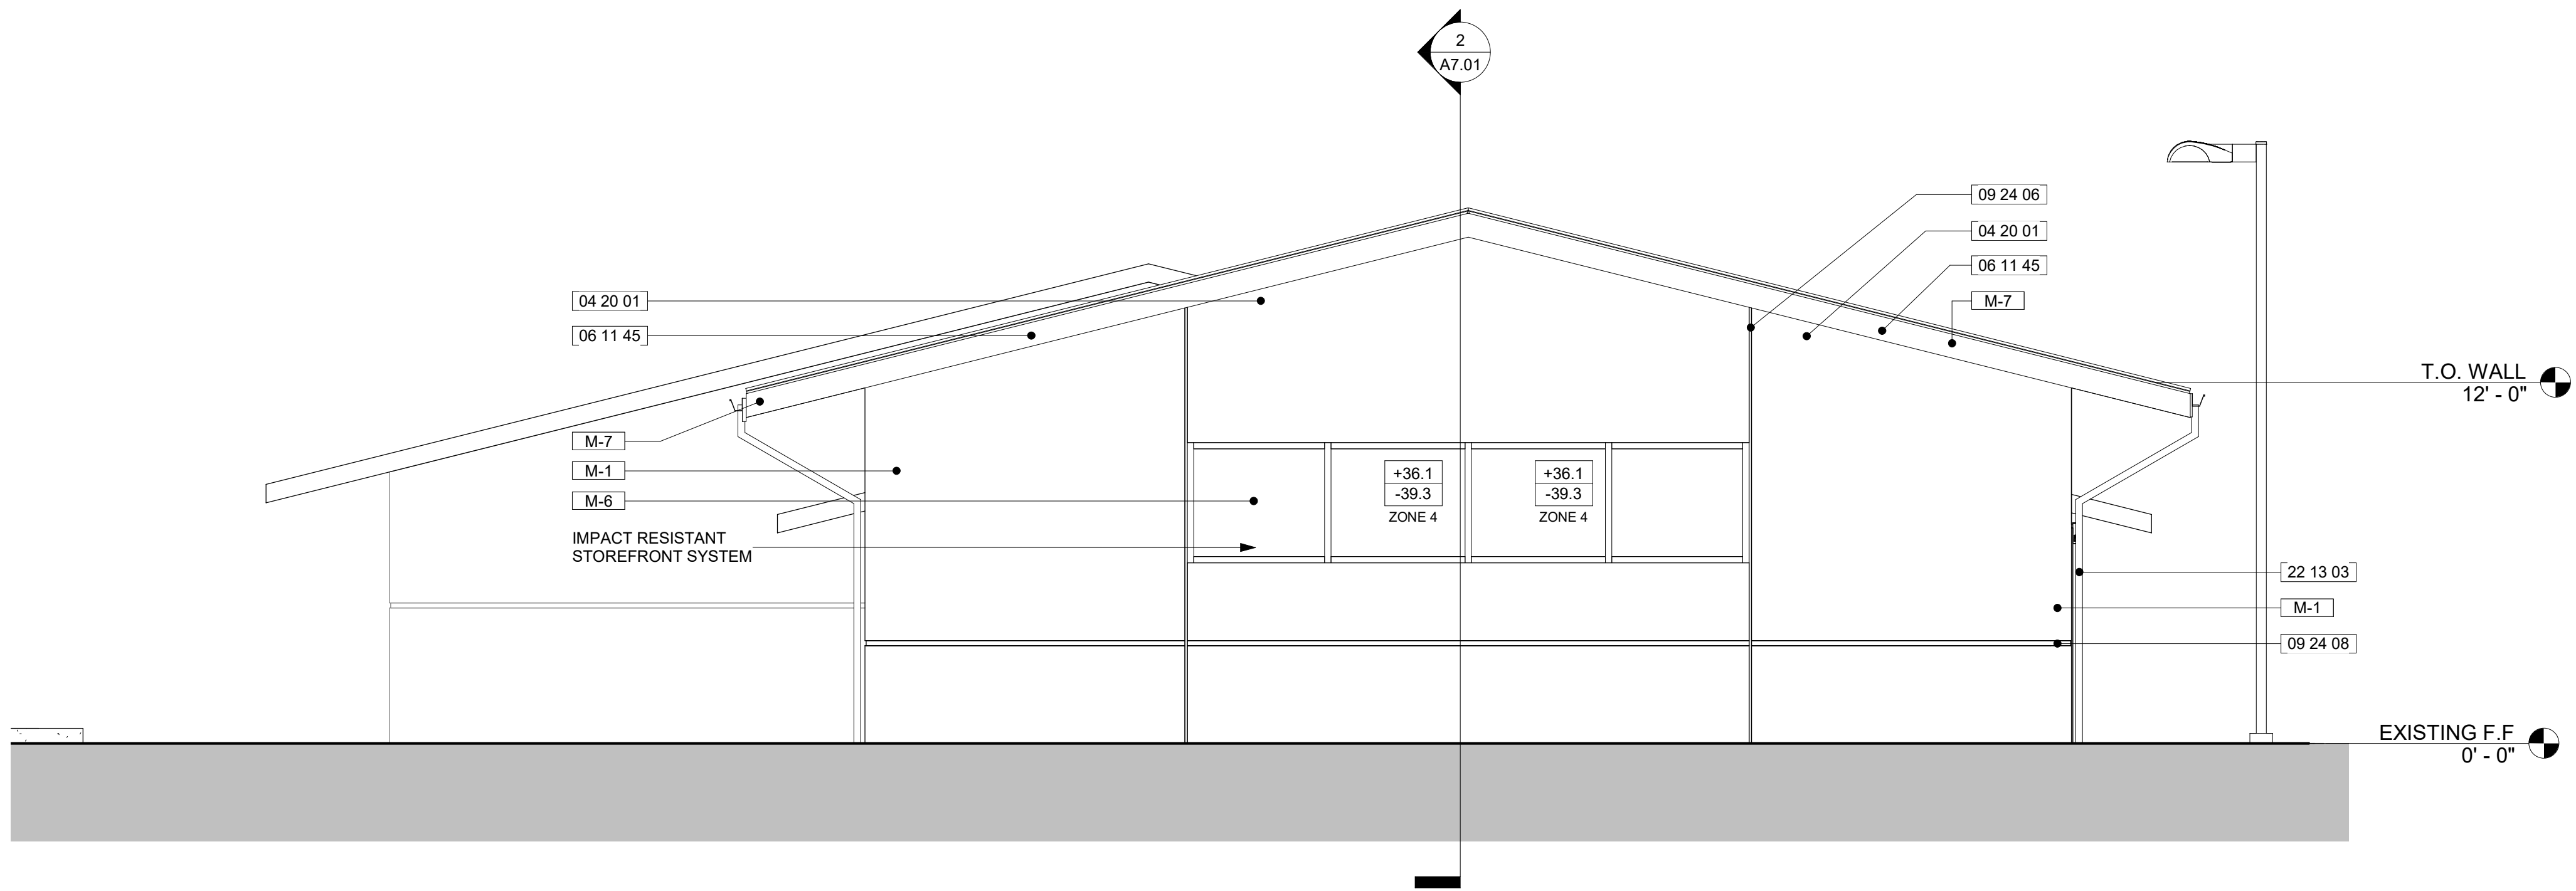 2
A7.01
09 24 06
04 20 01
06 11 45
M-7
04 20 01
06 11 45
T.O. WALL
12' - 0"
M-7
M-1
M-6
IMPACT RESISTANT
STOREFRONT SYSTEM
+36.1
-39.3
ZONE 4
+36.1
-39.3
ZONE 4
22 13 03
M-1
09 24 08
EXISTING F.F
0' - 0"